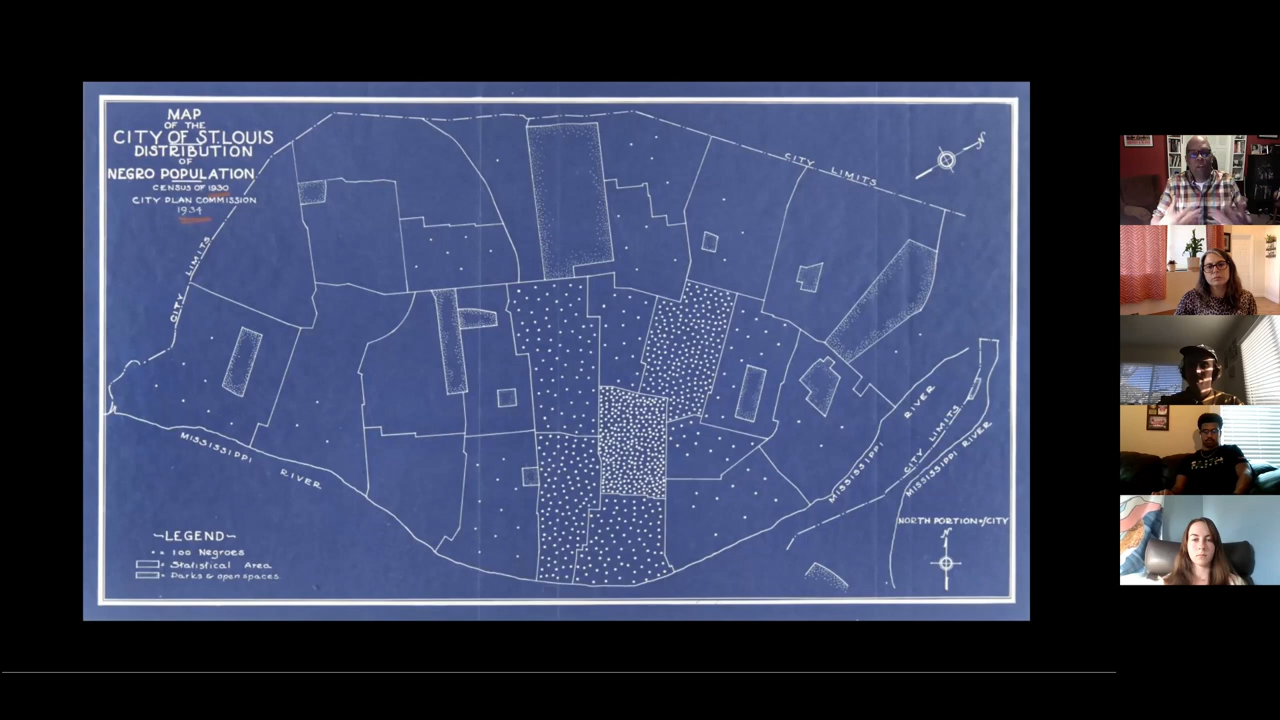 MAP
OF THE
CITY OF ST. LOUIS
DISTRIBUTION
OF
NEGRO POPULATION
CENSUS OF 1930
CITY PLAN COMMISSION
1934
CITY LIMITS
N
CITY LIMITS
MISSISSIPPI RIVER
MISSISSIPPI RIVER
CITY LIMITS
MISSISSIPPI RIVER
NORTH PORTION OF CITY
N
~LEGEND~
• = 100 Negroes
= Statistical Area
= Parks & open spaces